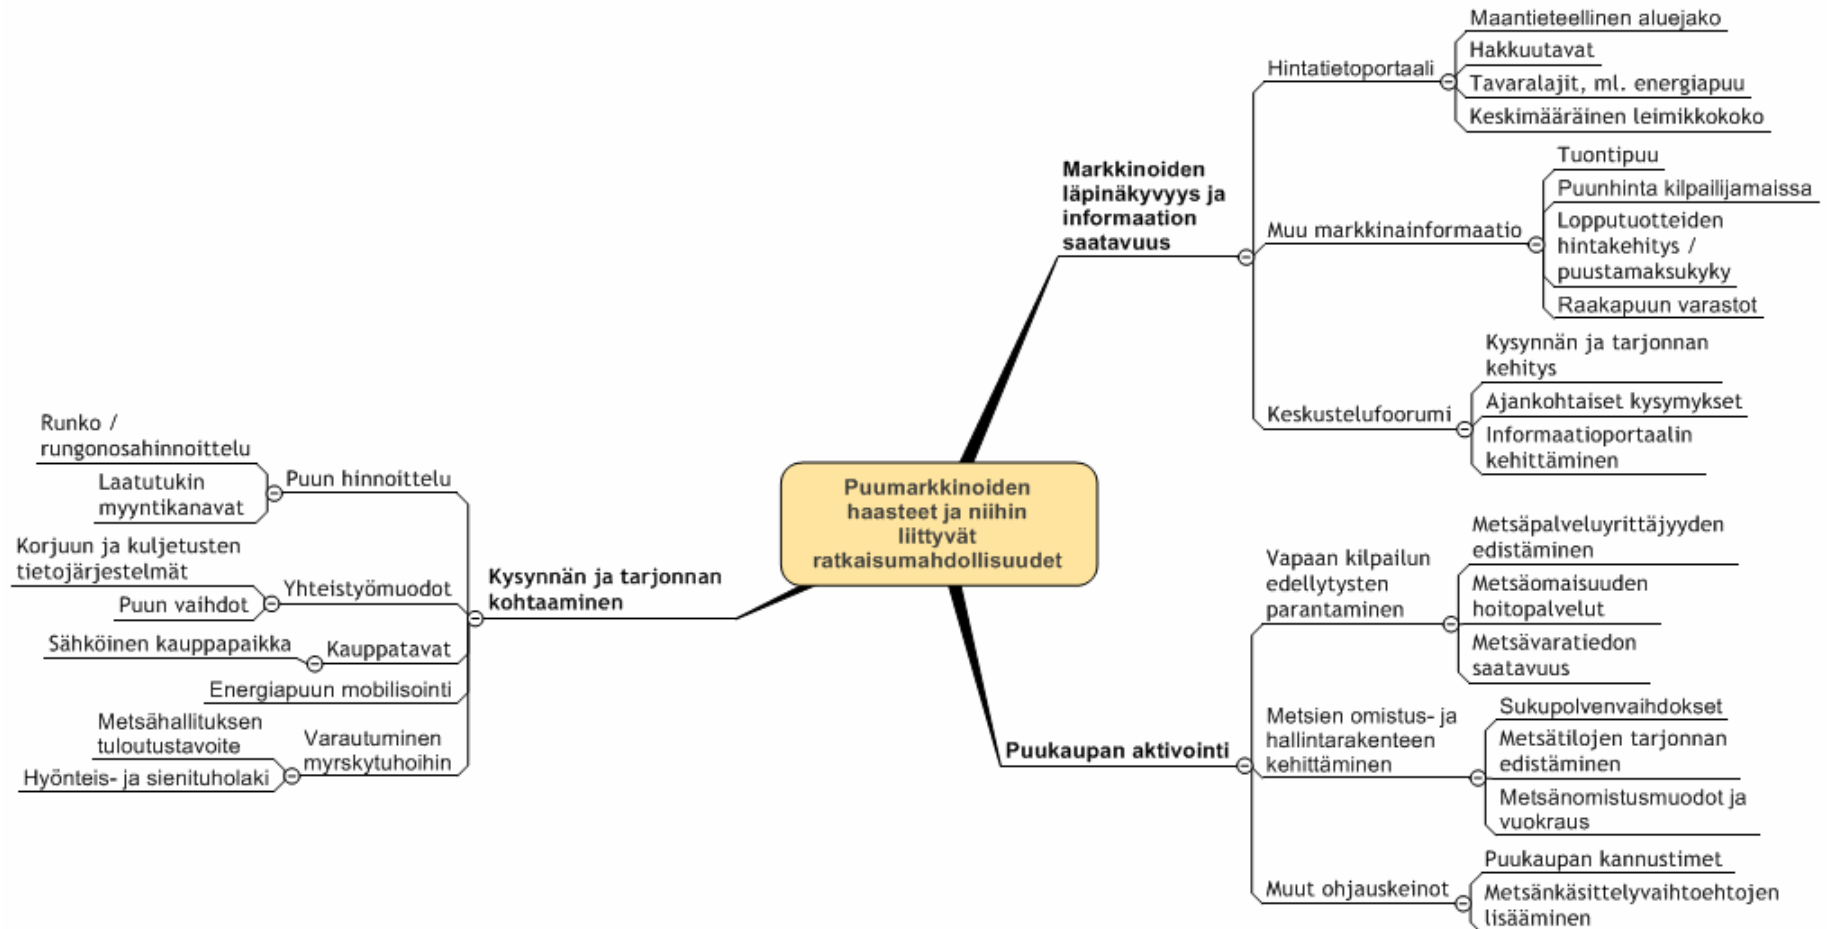 Puumarkkinoiden
haasteet ja niihin
liittyvät
ratkaisumahdollisuudet
Markkinoiden
läpinäkyvyys ja
informaation
saatavuus
Hintatietoportaali
Maantieteellinen aluejako
Hakkuutavat
Tavaralajit, ml. energiapuu
Keskimääräinen leimikkokoko
Muu markkinainformaatio
Tuontipuu
Puunhinta kilpailijamaissa
Lopputuotteiden
hintakehitys /
puustamaksukyky
Raakapuun varastot
Keskustelufoorumi
Kysynnän ja tarjonnan
kehitys
Ajankohtaiset kysymykset
Informaatioportaalin
kehittäminen
Puukaupan aktivointi
Vapaan kilpailun
edellytysten
parantaminen
Metsäpalveluyrittäjyyden
edistäminen
Metsäomaisuuden
hoitopalvelut
Metsävaratiedon
saatavuus
Metsien omistus- ja
hallintarakenteen
kehittäminen
Sukupolvenvaihdokset
Metsätilojen tarjonnan
edistäminen
Metsänomistusmuodot ja
vuokraus
Muut ohjauskeinot
Puukaupan kannustimet
Metsänkäsittelyvaihtoehtojen
lisääminen
Kysynnän ja tarjonnan
kohtaaminen
Puun hinnoittelu
Runko /
rungonosahinnoittelu
Laatutukin
myyntikanavat
Yhteistyömuodot
Korjuun ja kuljetusten
tietojärjestelmät
Puun vaihdot
Kauppatavat
Sähköinen kauppapaikka
Energiapuun mobilisointi
Varautuminen
myrskytuhoihin
Metsähallituksen
tuloutustavoite
Hyönteis- ja sienituholaki